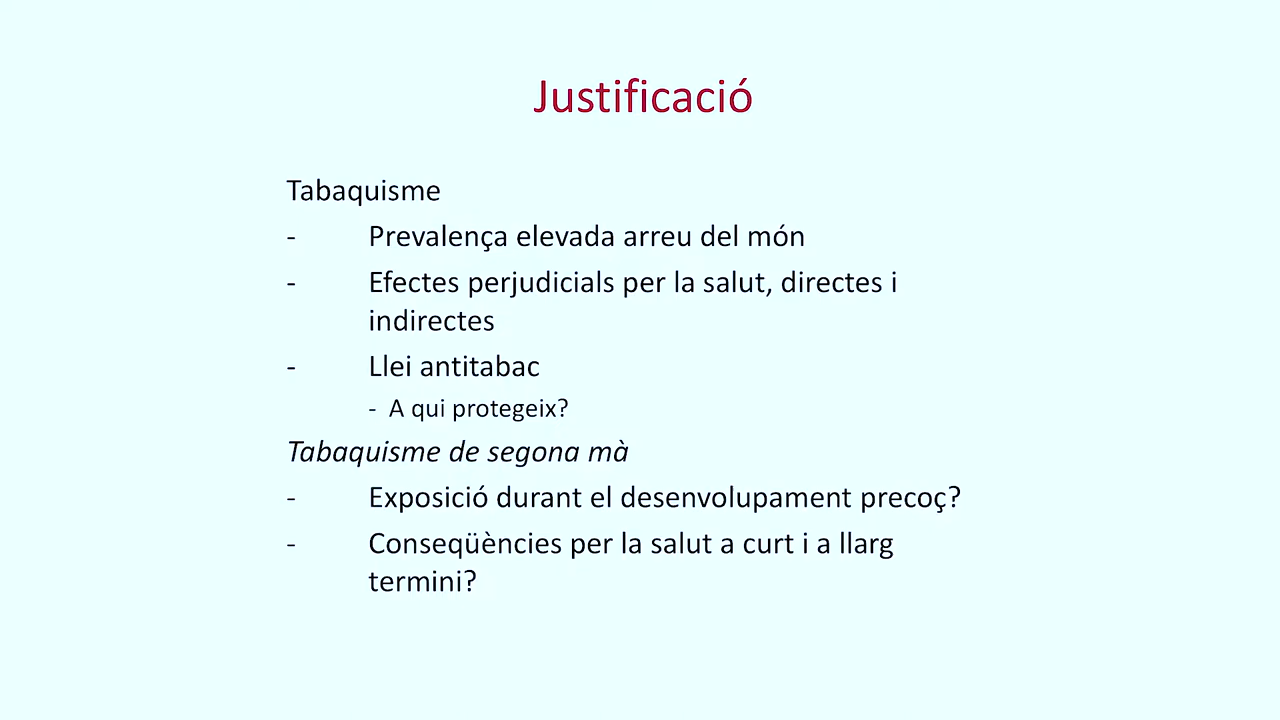 Justificació
Tabaquisme
- Prevalença elevada arreu del món
- Efectes perjudicials per la salut, directes i
indirectes
- Llei antitabac
- A qui protegeix?
Tabaquisme de segona mà
- Exposició durant el desenvolupament precoç?
- Conseqüències per la salut a curt i a llarg
termini?